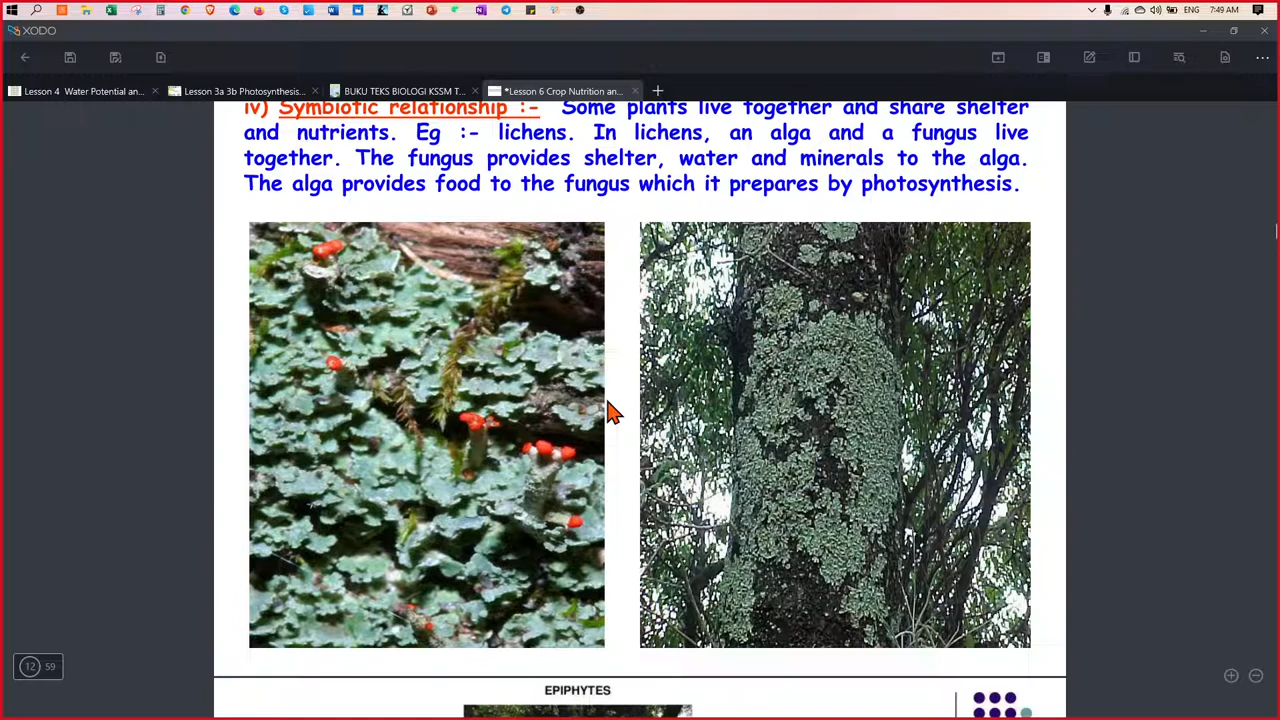 ENG 7:49 AM
XODO
Lesson 4 Water Potential an... Lesson 3a 3b Photosynthesis... BUKU TEKS BIOLOGI KSSM T... *Lesson 6 Crop Nutrition an...
iv) Symbiotic relationship :- Some plants live together and share shelter
and nutrients. Eg :- lichens. In lichens, an alga and a fungus live
together. The fungus provides shelter, water and minerals to the alga.
The alga provides food to the fungus which it prepares by photosynthesis.
12 59
EPIPHYTES